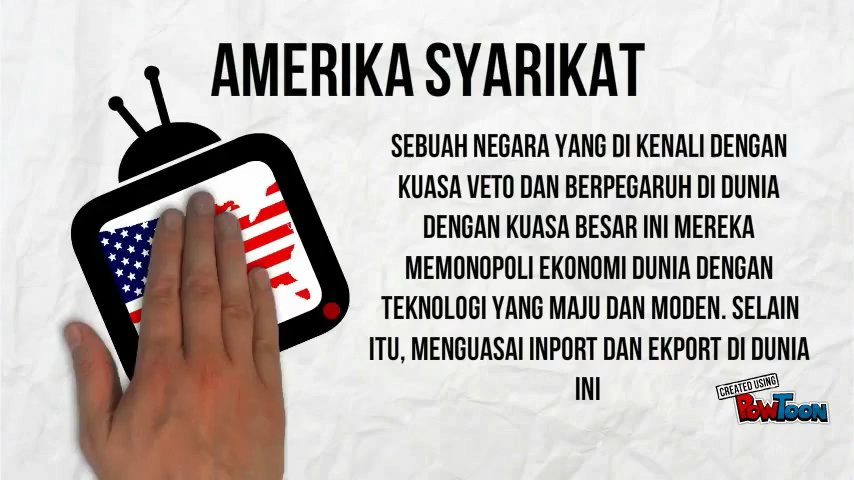 AMERIKA SYARIKAT
SEBUAH NEGARA YANG DI KENALI DENGAN
KUASA VETO DAN BERPEGARUH DI DUNIA
DENGAN KUASA BESAR INI MEREKA
MEMONOPOLI EKONOMI DUNIA DENGAN
TEKNOLOGI YANG MAJU DAN MODEN. SELAIN
ITU, MENGUASAI INPORT DAN EKPORT DI DUNIA
INI
CREATED USING
POWTOON